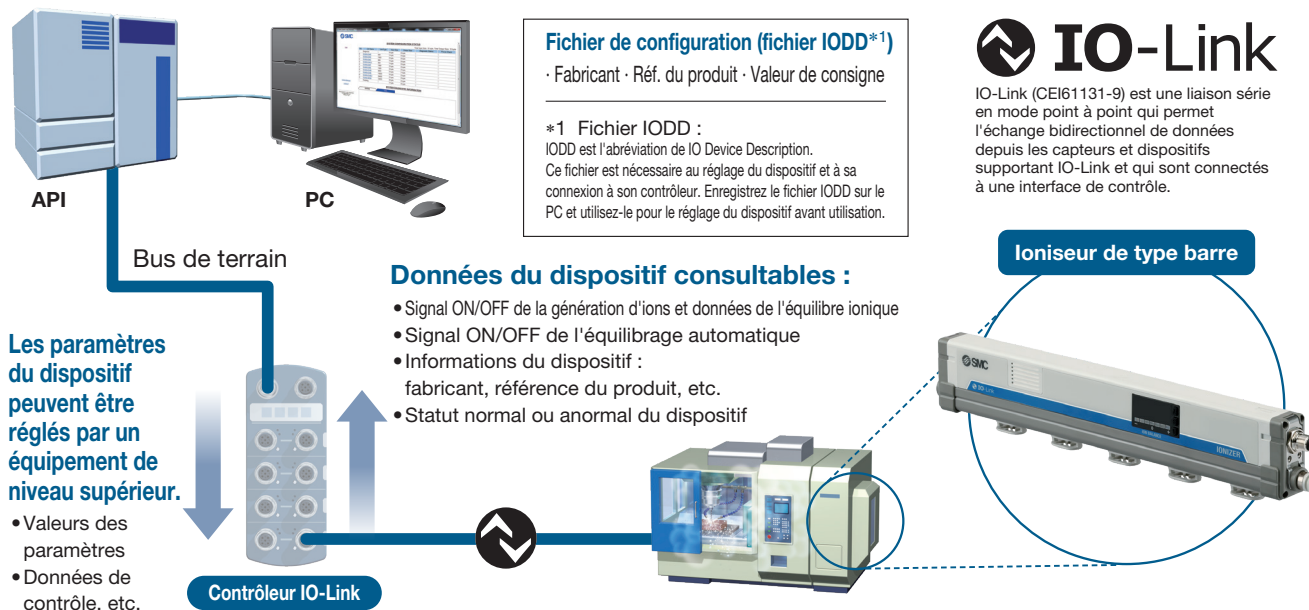 API
PC
Bus de terrain
Fichier de configuration (fichier IODD*1)
· Fabricant · Réf. du produit · Valeur de consigne
*1 Fichier IODD :
IODD est l'abréviation de IO Device Description.
Ce fichier est nécessaire au réglage du dispositif et à sa
connexion à son contrôleur. Enregistrez le fichier IODD sur le
PC et utilisez-le pour le réglage du dispositif avant utilisation.
IO-Link
IO-Link (CEI61131-9) est une liaison série
en mode point à point qui permet
l'échange bidirectionnel de données
depuis les capteurs et dispositifs
supportant IO-Link et qui sont connectés
à une interface de contrôle.
Données du dispositif consultables :
•Signal ON/OFF de la génération d'ions et données de l'équilibre ionique
•Signal ON/OFF de l'équilibrage automatique
•Informations du dispositif :
fabricant, référence du produit, etc.
•Statut normal ou anormal du dispositif
Les paramètres
du dispositif
peuvent être
réglés par un
équipement de
niveau supérieur.
•Valeurs des
paramètres
•Données de
contrôle, etc.
Contrôleur IO-Link
Ioniseur de type barre
SMC
IO-Link
IONIZER